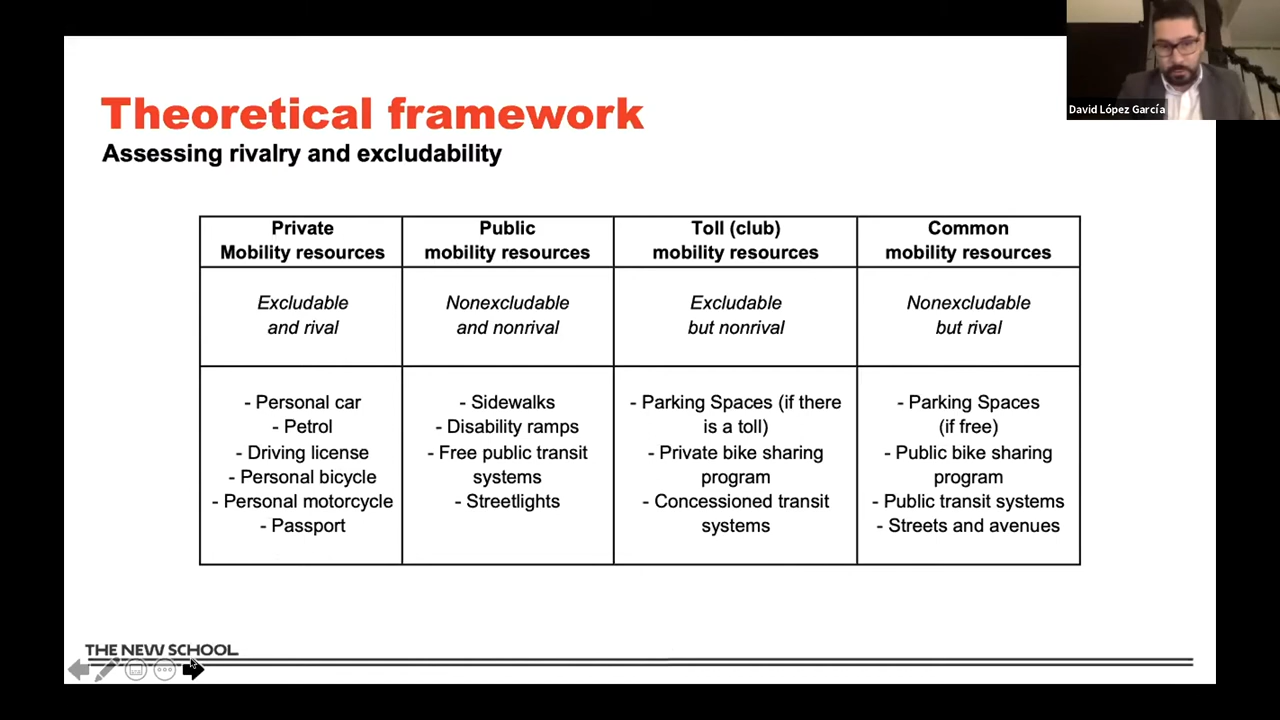 David López García
Theoretical framework
Assessing rivalry and excludability
Private
Mobility resources
Public
mobility resources
Toll (club)
mobility resources
Common
mobility resources
Excludable
and rival
Nonexcludable
and nonrival
Excludable
but nonrival
Nonexcludable
but rival
- Personal car
- Petrol
- Driving license
- Personal bicycle
- Personal motorcycle
- Passport
- Sidewalks
- Disability ramps
- Free public transit
systems
- Streetlights
- Parking Spaces (if there
is a toll)
- Private bike sharing
program
- Concessioned transit
systems
- Parking Spaces
(if free)
- Public bike sharing
program
- Public transit systems
- Streets and avenues
THE NEW SCHOOL